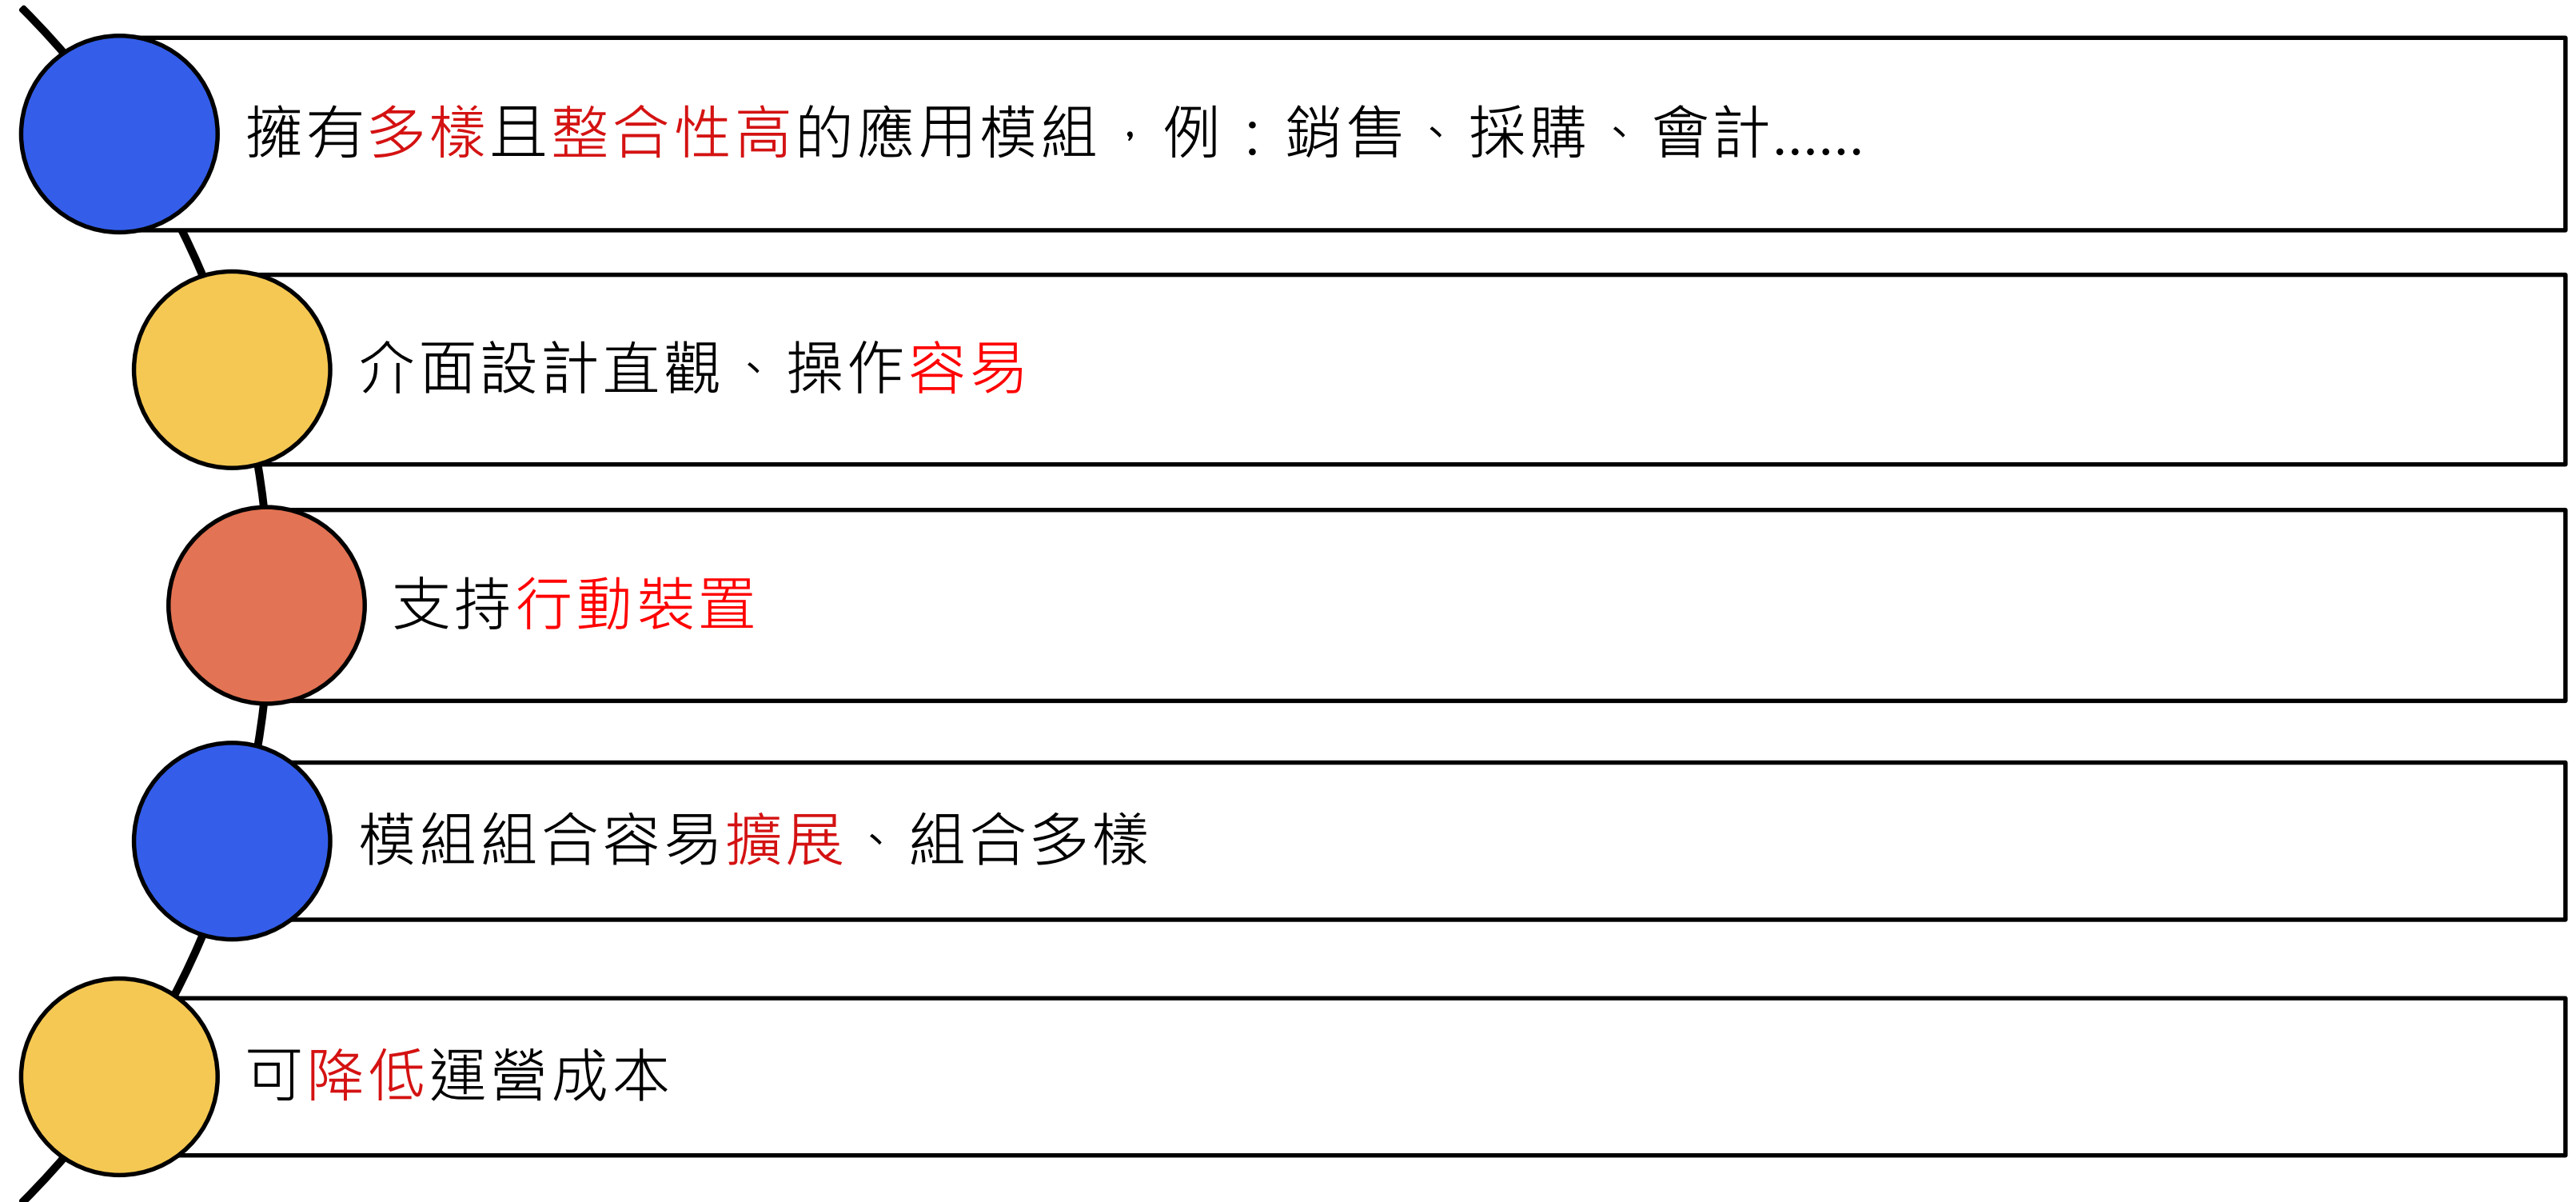 擁有多樣且整合性高的應用模組，例：銷售、採購、會計......
介面設計直觀、操作容易
支持行動裝置
模組組合容易擴展、組合多樣
可降低運營成本